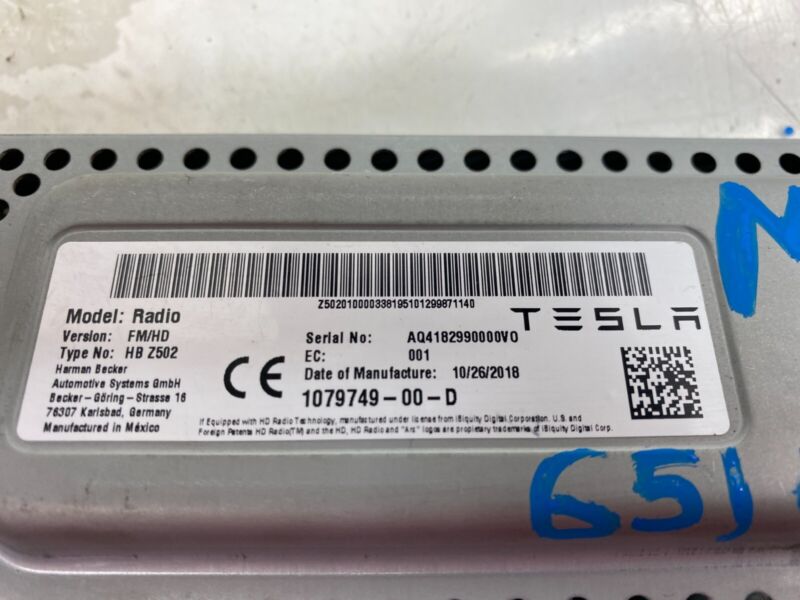 Z502010000338195101299871140
TESLA
Model: Radio
Version: FM/HD
Type No: HB Z502
Harman Becker
Automotive Systems GmbH
Becker-Göring-Strasse 16
76307 Karlsbad, Germany
Manufactured in México
CE
Serial No: AQ4182990000VO
EC: 001
Date of Manufacture: 10/26/2018
1079749-00-D
If Equipped with HD Radio Technology, manufactured under license from iBiquity Digital Corporation, U.S. and
Foreign Patents HD Radio(TM) and the HD, HD Radio and "Arc" logos are proprietary trademarks of iBiquity Digital Corp.
651